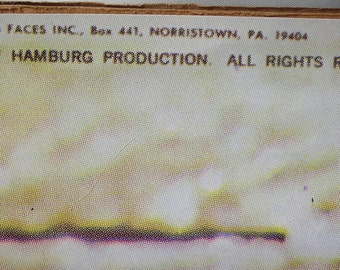 FACES INC., Box 441, NORRISTOWN, PA. 19404
HAMBURG PRODUCTION. ALL RIGHTS